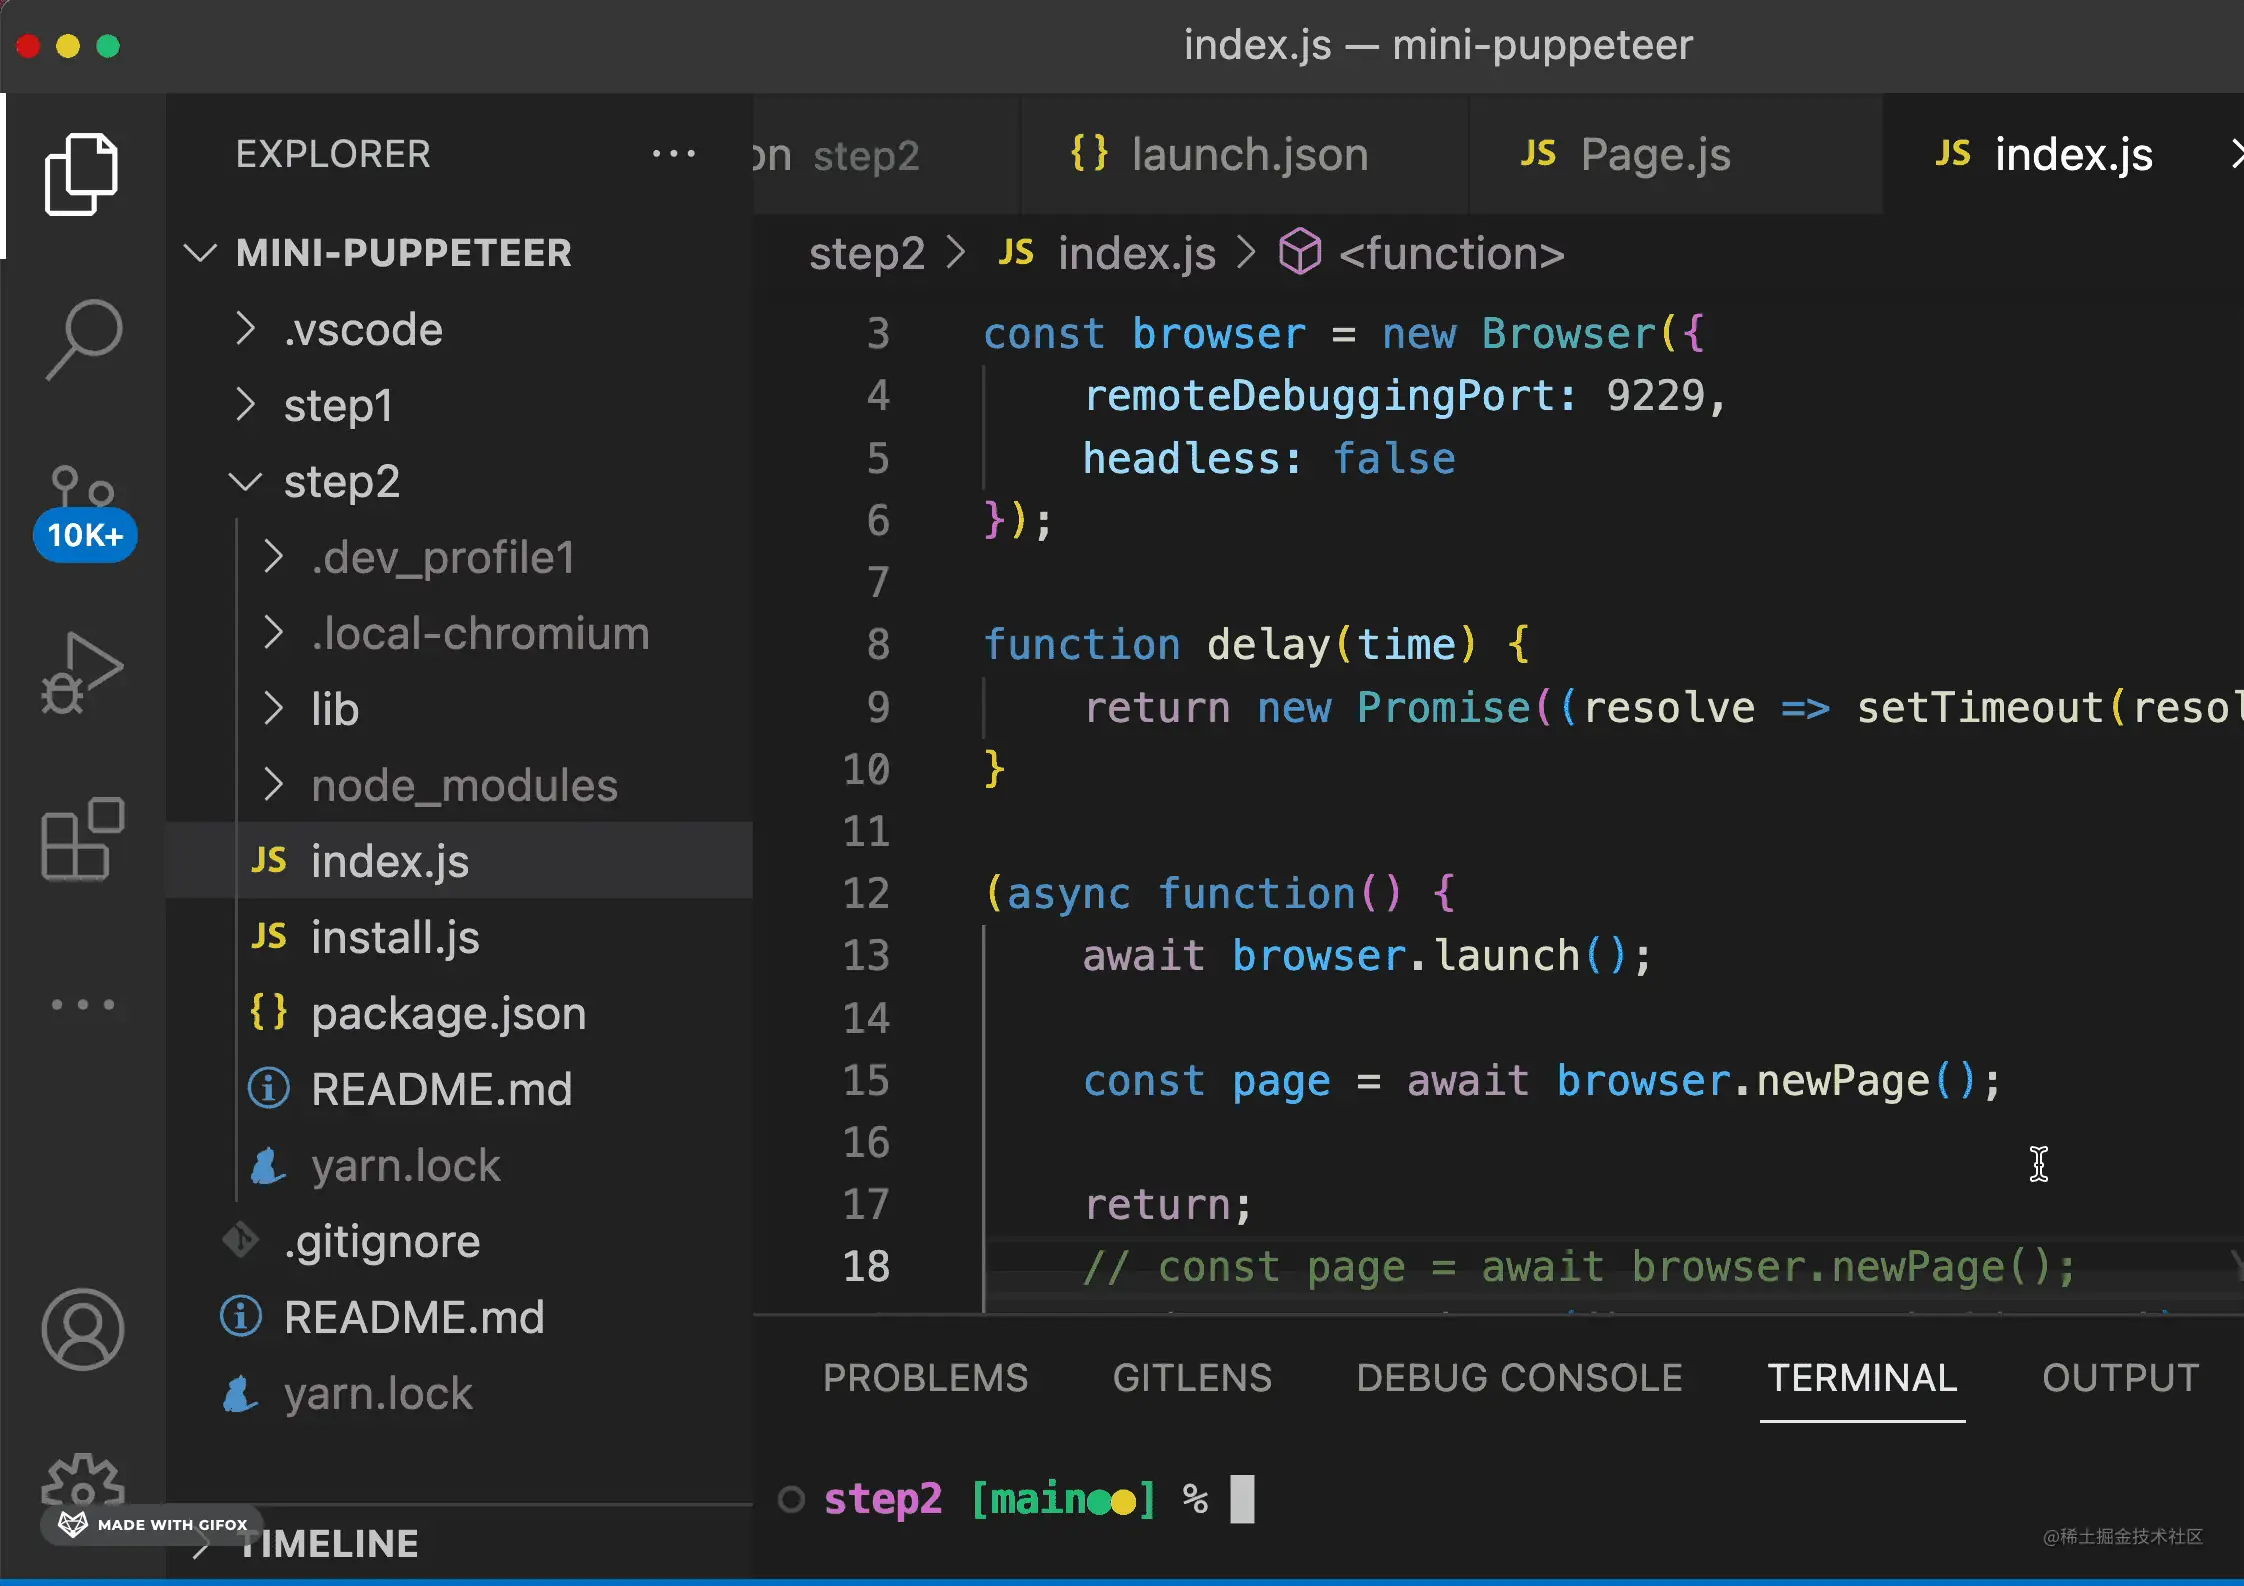 index.js — mini-puppeteer
EXPLORER
MINI-PUPPETEER
.vscode
step1
step2
.dev_profile1
.local-chromium
lib
node_modules
JS index.js
JS install.js
{} package.json
README.md
yarn.lock
.gitignore
README.md
yarn.lock
TIMELINE
10K+
MADE WITH GIFOX
on step2
{} launch.json
JS Page.js
JS index.js
step2 > JS index.js > <function>
3 const browser = new Browser({
4 remoteDebuggingPort: 9229,
5 headless: false
6 });
7
8 function delay(time) {
9 return new Promise((resolve => setTimeout(resol
10 }
11
12 (async function() {
13 await browser.launch();
14
15 const page = await browser.newPage();
16
17 return;
18 // const page = await browser.newPage();
PROBLEMS GITLENS DEBUG CONSOLE TERMINAL OUTPUT
step2 [main●●] %
@稀土掘金技术社区